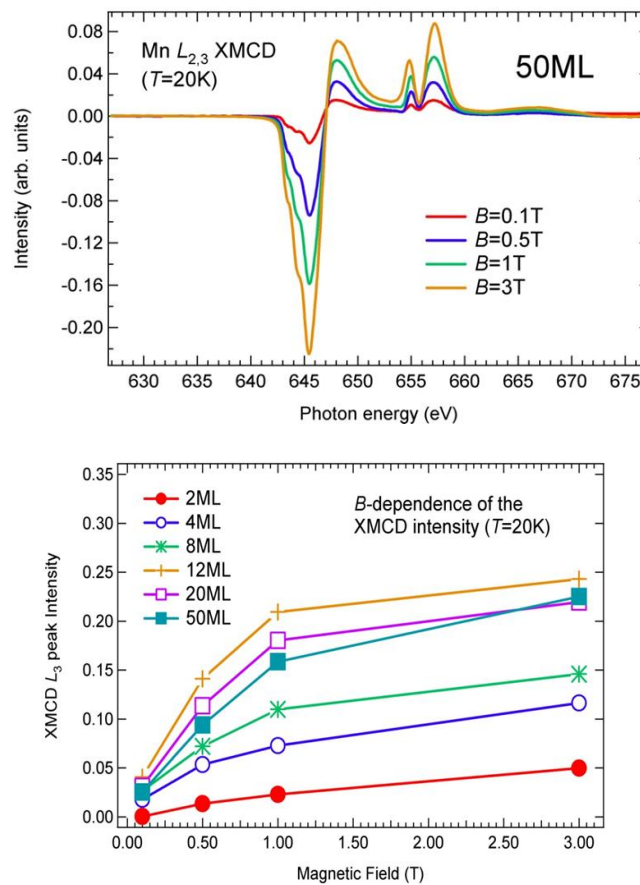 0.08
0.04
0.00
-0.04
-0.08
-0.12
-0.16
-0.20
Intensity (arb. units)
Mn L2,3 XMCD
(T=20K)
50ML
B=0.1T
B=0.5T
B=1T
B=3T
630 635 640 645 650 655 660 665 670 675
Photon energy (eV)
0.35
0.30
0.25
0.20
0.15
0.10
0.05
0.00
XMCD L3 peak Intensity
2ML
4ML
8ML
12ML
20ML
50ML
B-dependence of the
XMCD intensity (T=20K)
0.00 0.50 1.00 1.50 2.00 2.50 3.00
Magnetic Field (T)